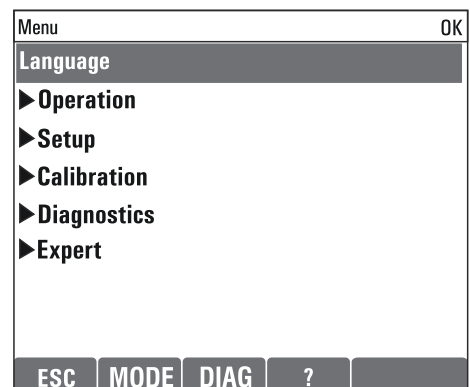 Menu OK
Language
▶Operation
▶Setup
▶Calibration
▶Diagnostics
▶Expert
ESC MODE DIAG ?